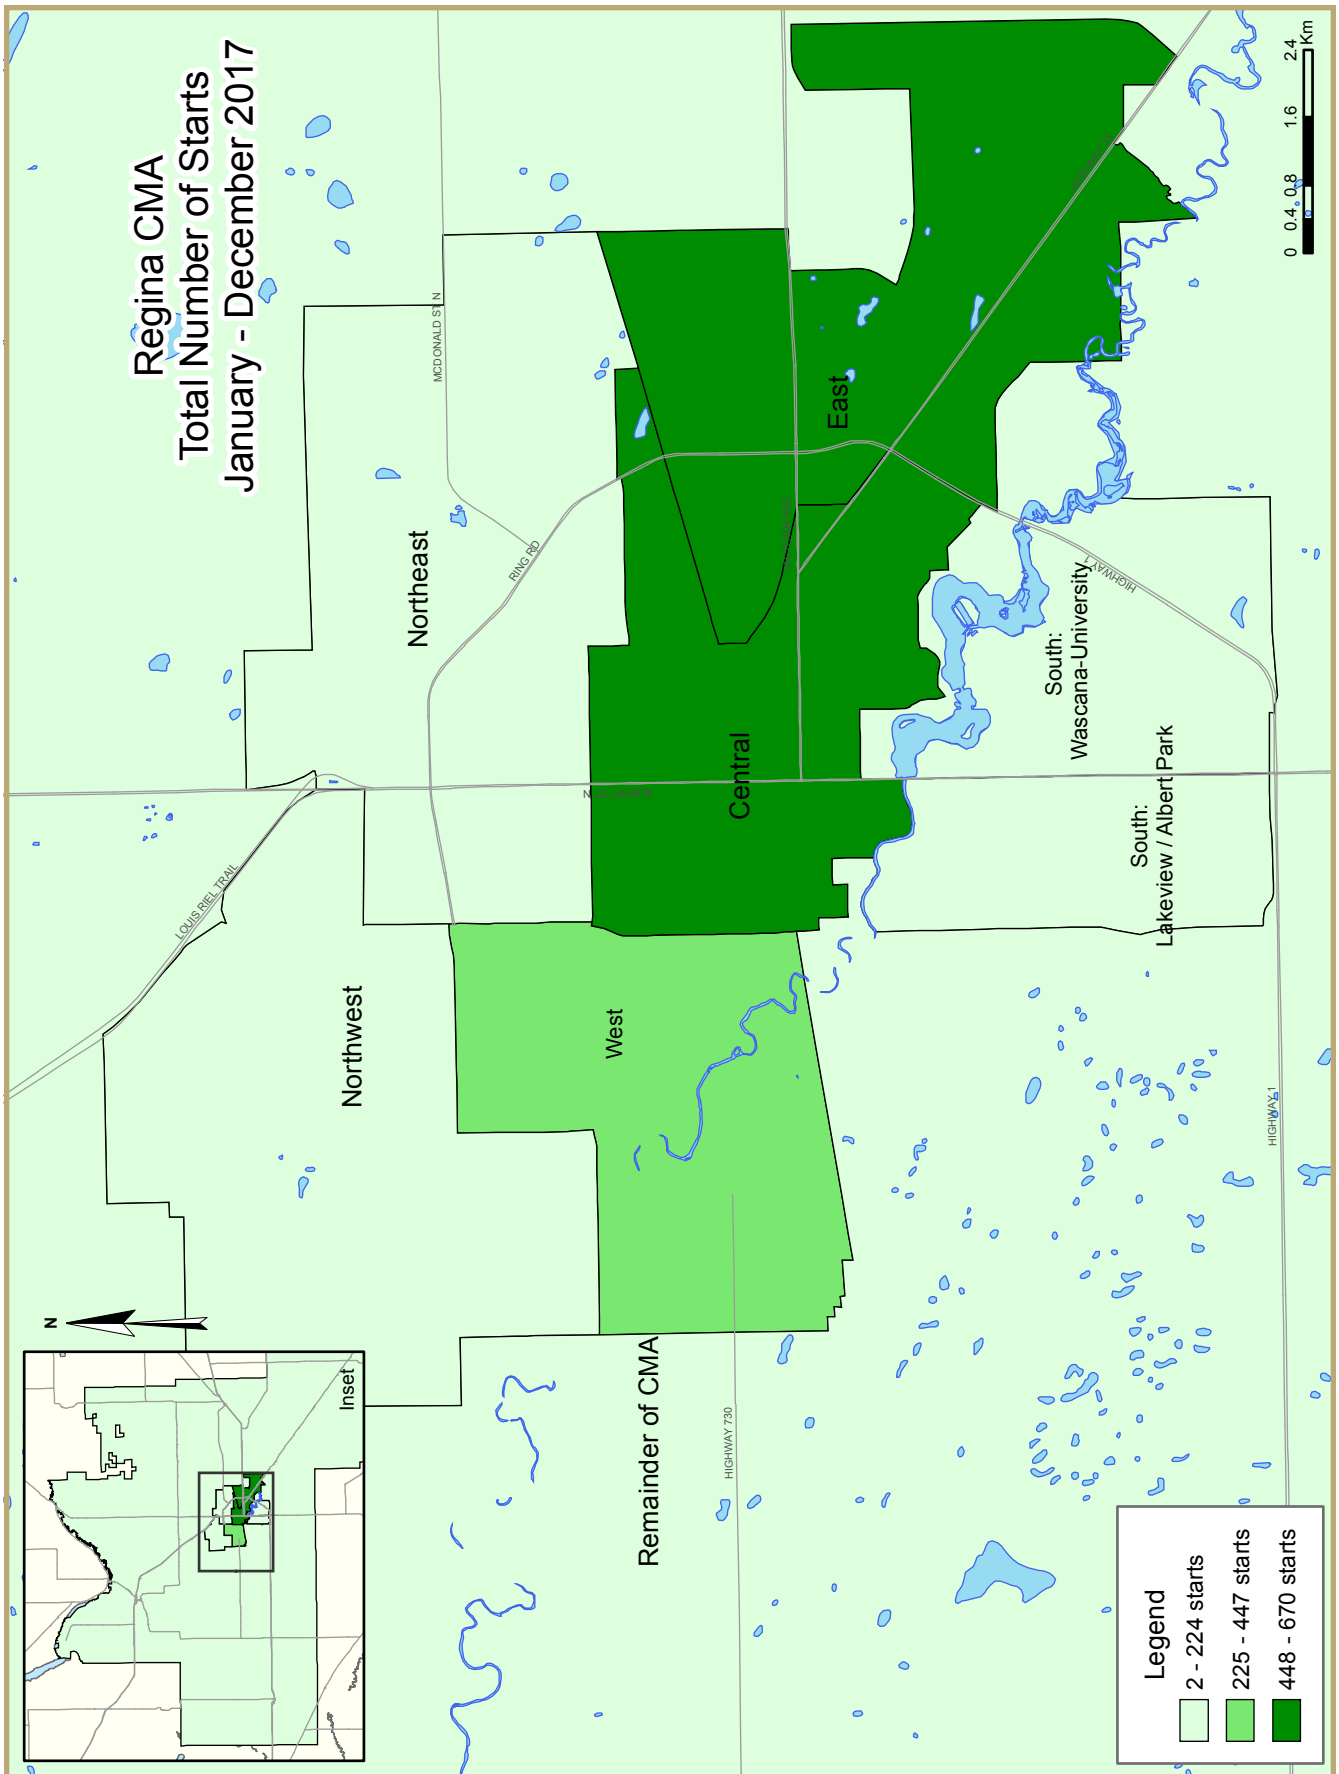 Regina CMA
Total Number of Starts
January - December 2017
N
Inset
LOUIS RIEL TRAIL
MCDONALD ST N
RING RD
Northwest
Northeast
West
Central
East
Remainder of CMA
HIGHWAY 730
South:
Wascana-University
HIGHWAY 1
South:
Lakeview / Albert Park
HIGHWAY 1
Legend
2 - 224 starts
225 - 447 starts
448 - 670 starts
0 0.4 0.8 1.6 2.4
Km